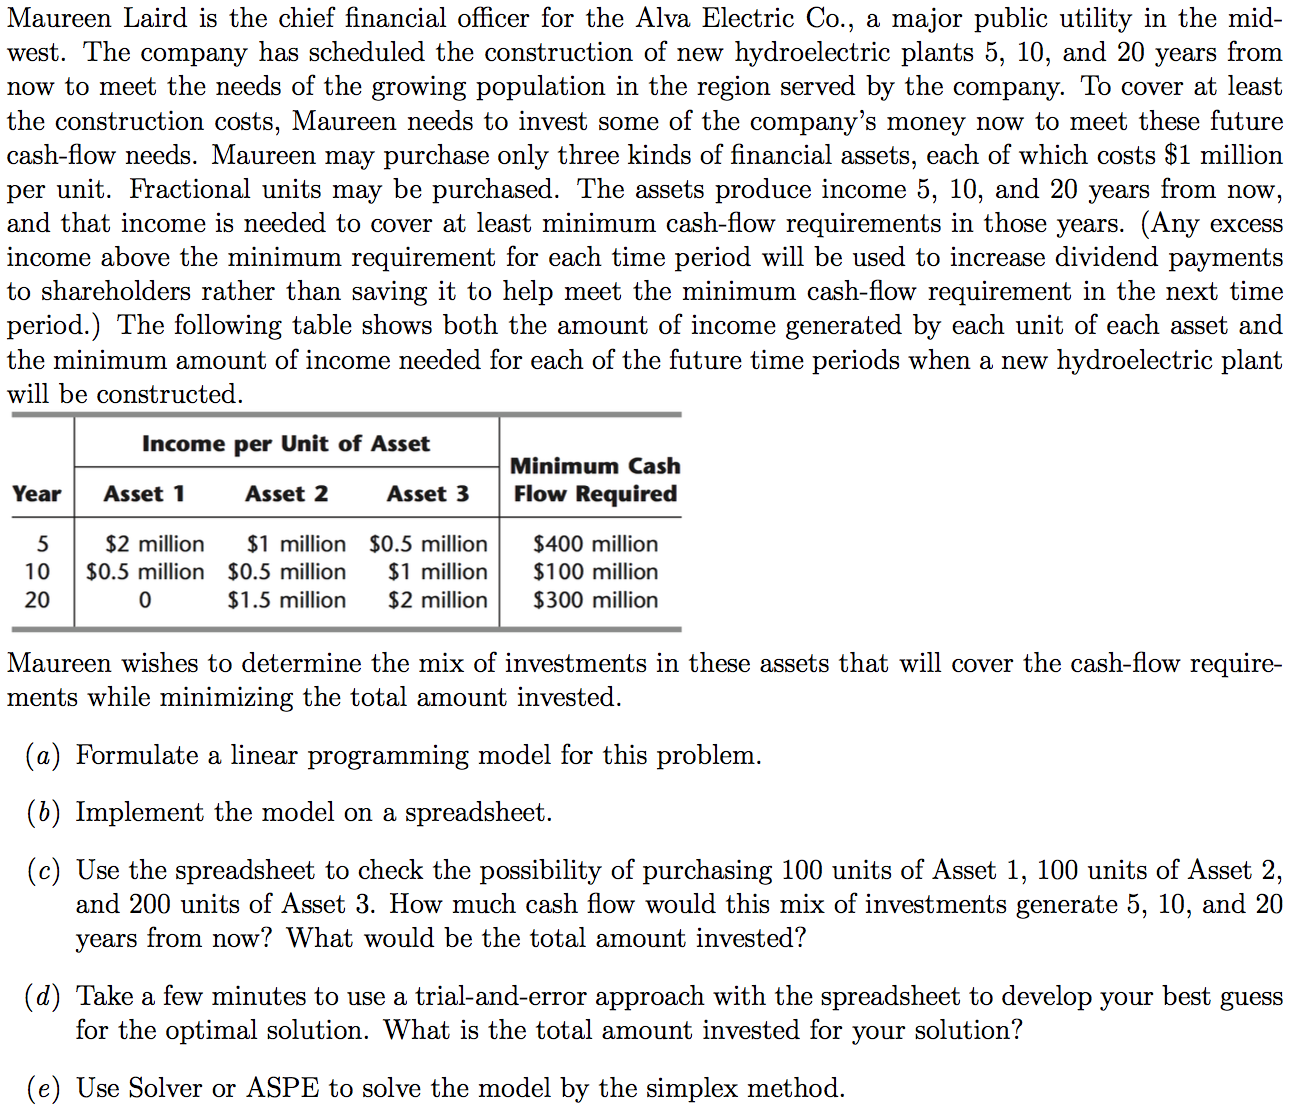 Maureen Laird is the chief financial officer for the Alva Electric Co., a major public utility in the mid-
west. The company has scheduled the construction of new hydroelectric plants 5, 10, and 20 years from
now to meet the needs of the growing population in the region served by the company. To cover at least
the construction costs, Maureen needs to invest some of the company's money now to meet these future
cash-flow needs. Maureen may purchase only three kinds of financial assets, each of which costs $1 million
per unit. Fractional units may be purchased. The assets produce income 5, 10, and 20 years from now,
and that income is needed to cover at least minimum cash-flow requirements in those years. (Any excess
income above the minimum requirement for each time period will be used to increase dividend payments
to shareholders rather than saving it to help meet the minimum cash-flow requirement in the next time
period.) The following table shows both the amount of income generated by each unit of each asset and
the minimum amount of income needed for each of the future time periods when a new hydroelectric plant
will be constructed.
Income per Unit of Asset
Minimum Cash
Year Asset 1 Asset 2 Asset 3 Flow Required
5 $2 million $1 million $0.5 million $400 million
10 $0.5 million $0.5 million $1 million $100 million
20 0 $1.5 million $2 million $300 million
Maureen wishes to determine the mix of investments in these assets that will cover the cash-flow require-
ments while minimizing the total amount invested.
(a) Formulate a linear programming model for this problem.
(b) Implement the model on a spreadsheet.
(c) Use the spreadsheet to check the possibility of purchasing 100 units of Asset 1, 100 units of Asset 2,
and 200 units of Asset 3. How much cash flow would this mix of investments generate 5, 10, and 20
years from now? What would be the total amount invested?
(d) Take a few minutes to use a trial-and-error approach with the spreadsheet to develop your best guess
for the optimal solution. What is the total amount invested for your solution?
(e) Use Solver or ASPE to solve the model by the simplex method.